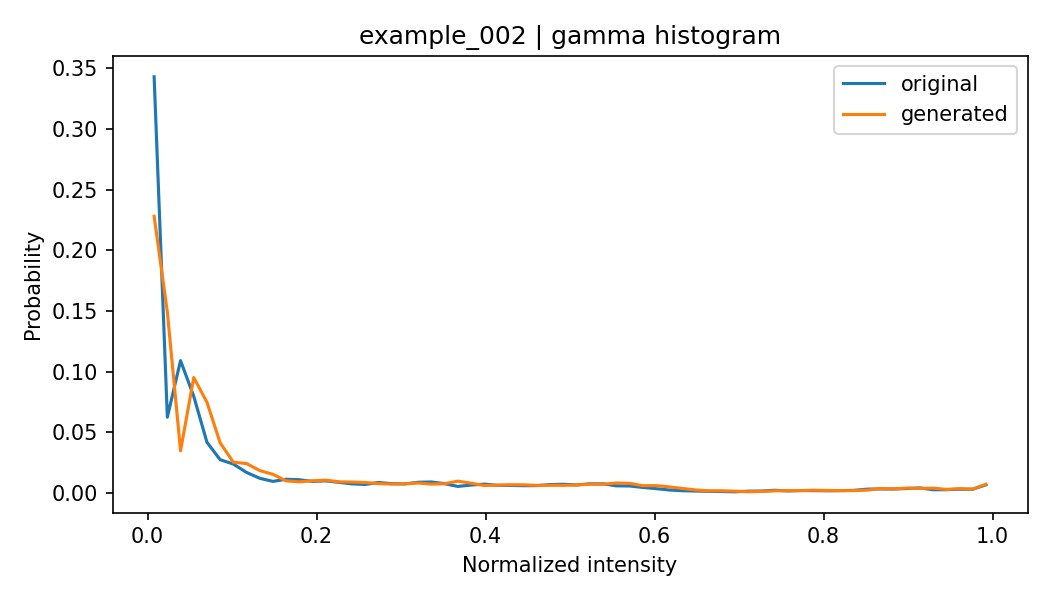 example_002 | gamma histogram
original
generated
Probability
0.35
0.30
0.25
0.20
0.15
0.10
0.05
0.00
0.0 0.2 0.4 0.6 0.8 1.0
Normalized intensity